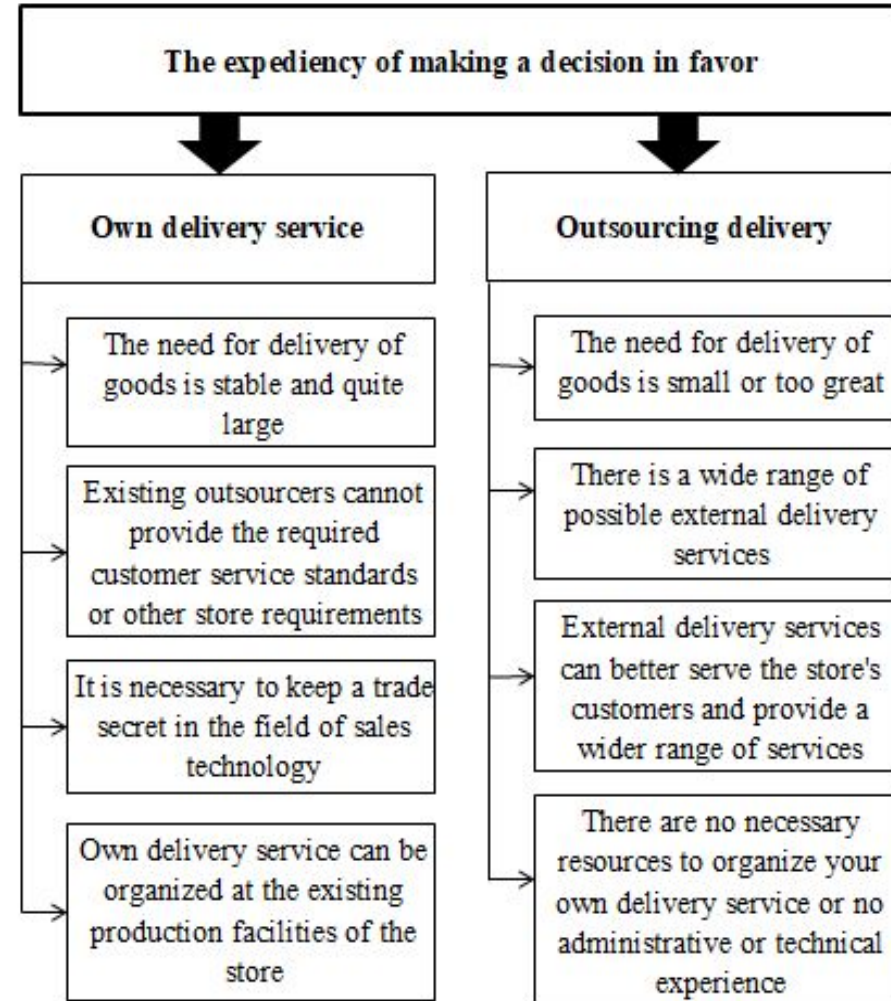 The expediency of making a decision in favor
Own delivery service
The need for delivery of
goods is stable and quite
large
Existing outsourcers cannot
provide the required
customer service standards
or other store requirements
It is necessary to keep a trade
secret in the field of sales
technology
Own delivery service can be
organized at the existing
production facilities of the
store
Outsourcing delivery
The need for delivery of
goods is small or too great
There is a wide range of
possible external delivery
services
External delivery services
can better serve the store's
customers and provide a
wider range of services
There are no necessary
resources to organize your
own delivery service or no
administrative or technical
experience